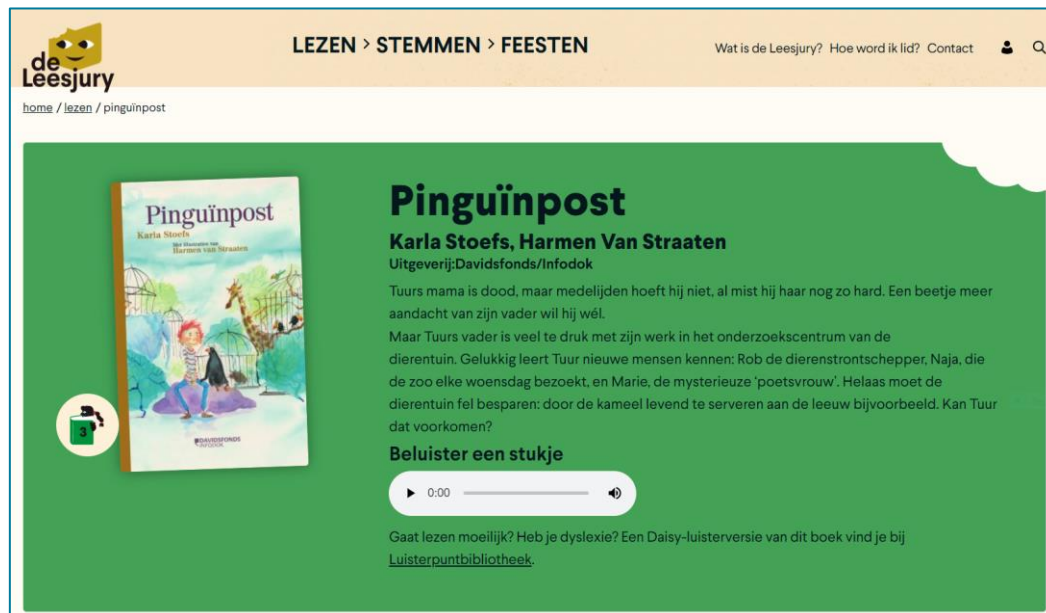 de
Leesjury
LEZEN > STEMMEN > FEESTEN
Wat is de Leesjury? Hoe word ik lid? Contact
home / lezen / pinguïnpost
Pinguïnpost
Karla Stoefs
Met illustraties van
Harmen van Straaten
3
DAVIDSFONDS
INFODOK
Pinguïnpost
Karla Stoefs, Harmen Van Straaten
Uitgeverij:Davidsfonds/Infodok
Tuurs mama is dood, maar medelijden hoeft hij niet, al mist hij haar nog zo hard. Een beetje meer
aandacht van zijn vader wil hij wél.
Maar Tuurs vader is veel te druk met zijn werk in het onderzoekscentrum van de
dierentuin. Gelukkig leert Tuur nieuwe mensen kennen: Rob de dierenstrontschepper, Naja, die
de zoo elke woensdag bezoekt, en Marie, de mysterieuze ‘poetsvrouw’. Helaas moet de
dierentuin fel besparen: door de kameel levend te serveren aan de leeuw bijvoorbeeld. Kan Tuur
dat voorkomen?
Beluister een stukje
0:00
Gaat lezen moeilijk? Heb je dyslexie? Een Daisy-luisterversie van dit boek vind je bij
Luisterpuntbibliotheek.